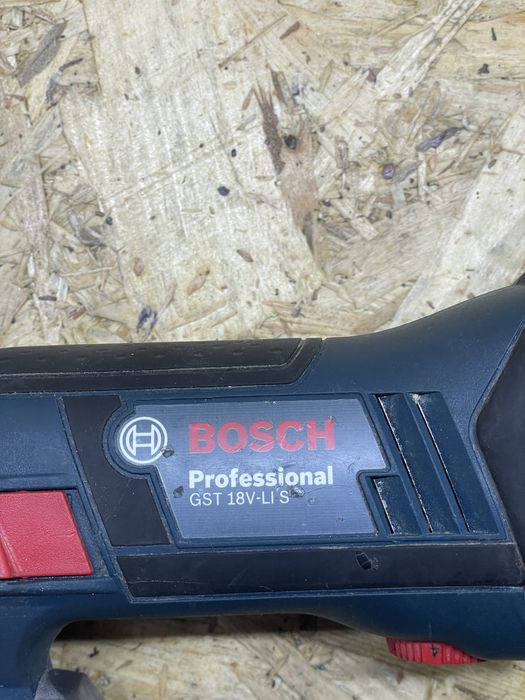 BOSCH
Professional
GST 18V-LI S